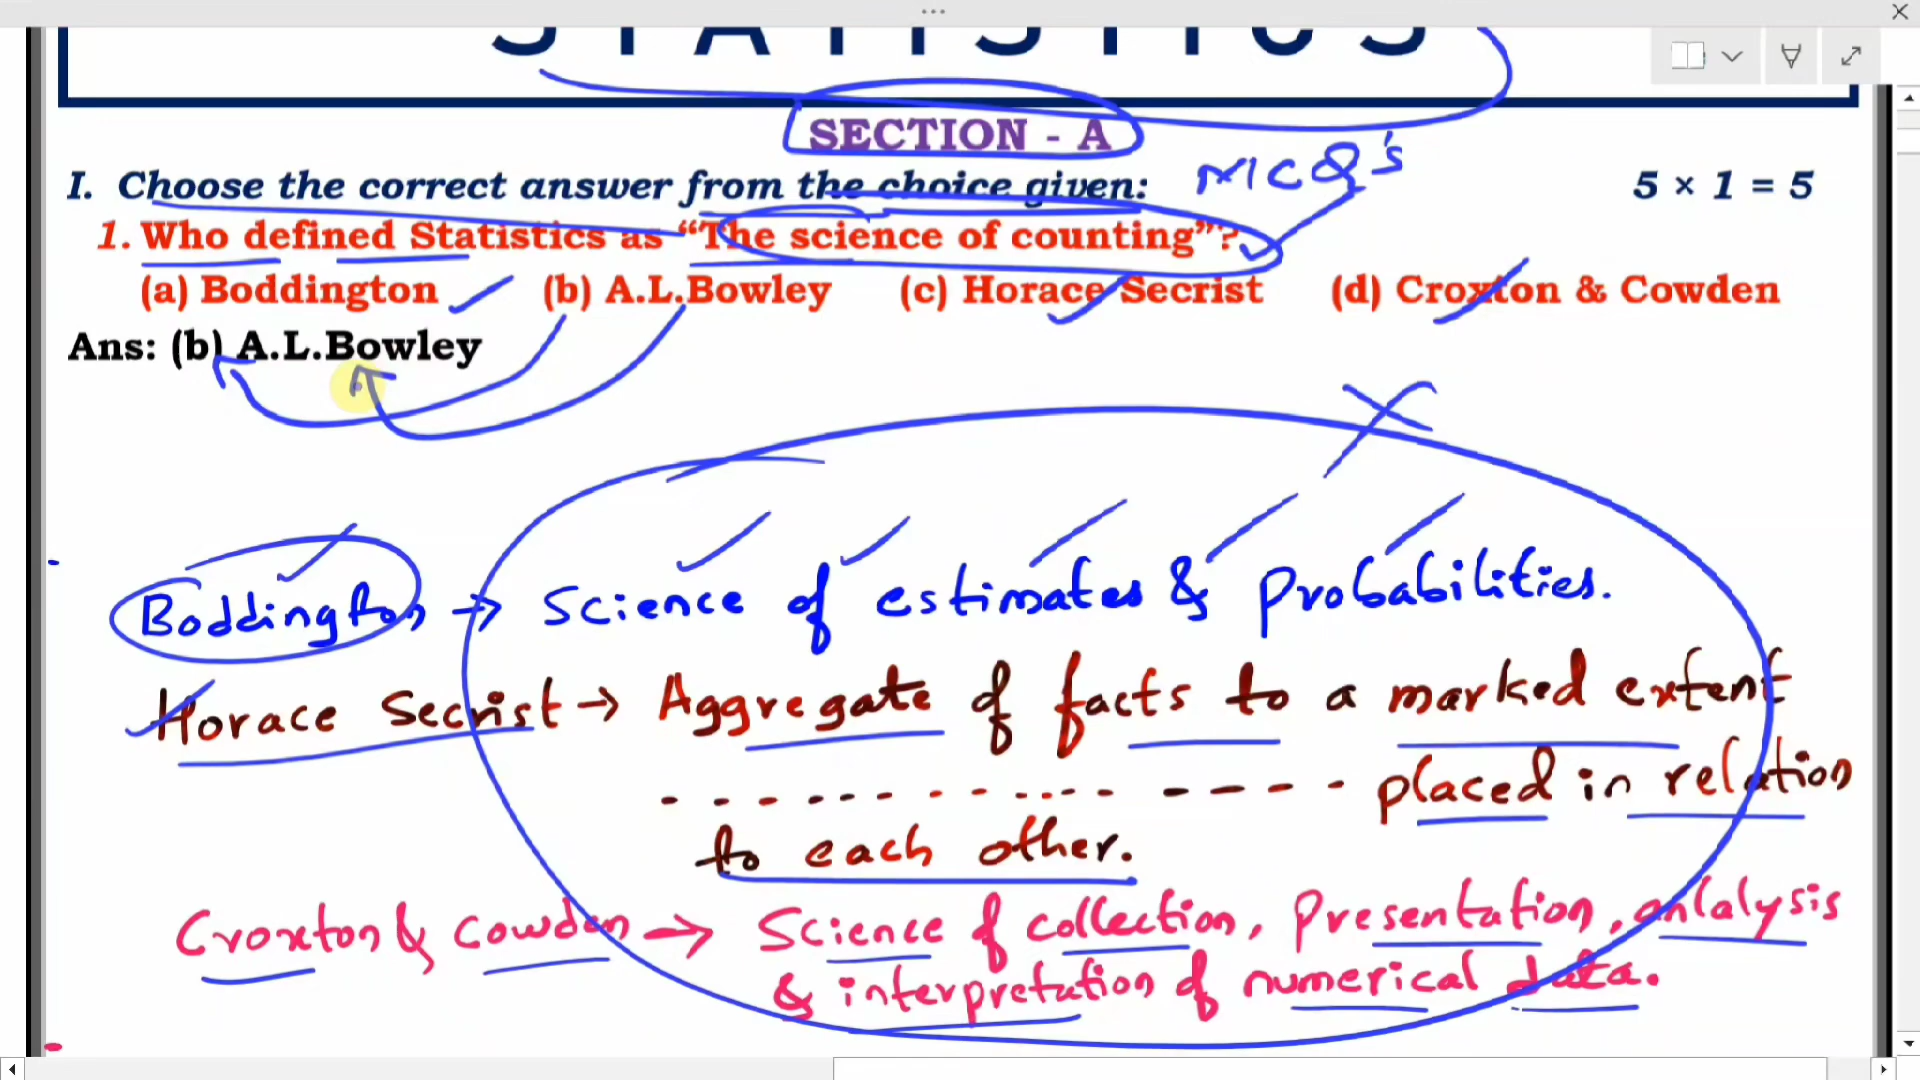 STATISTICS
SECTION - A
MCQ's
I. Choose the correct answer from the choice given: 5 × 1 = 5
1. Who defined Statistics as “The science of counting”?
(a) Boddington (b) A.L.Bowley (c) Horace Secrist (d) Croxton & Cowden
Ans: (b) A.L.Bowley
Boddington → Science of estimates & Probabilities.
Horace Secrist → Aggregate of facts to a marked extent
- - - - - - - - - - - - - - - placed in relation
to each other.
Croxton & Cowden → Science of collection, Presentation, anlalysis
& interpretation of numerical data.